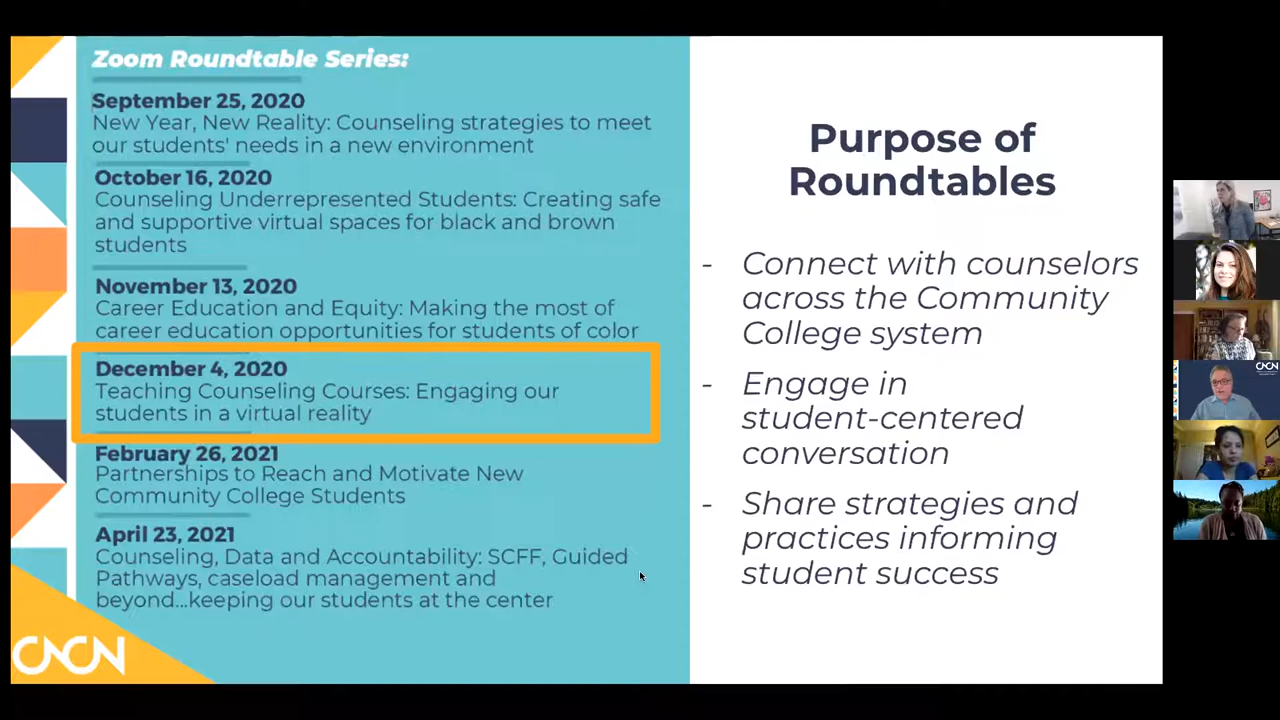 Zoom Roundtable Series:
September 25, 2020
New Year, New Reality: Counseling strategies to meet
our students' needs in a new environment
October 16, 2020
Counseling Underrepresented Students: Creating safe
and supportive virtual spaces for black and brown
students
November 13, 2020
Career Education and Equity: Making the most of
career education opportunities for students of color
December 4, 2020
Teaching Counseling Courses: Engaging our
students in a virtual reality
February 26, 2021
Partnerships to Reach and Motivate New
Community College Students
April 23, 2021
Counseling, Data and Accountability: SCFF, Guided
Pathways, caseload management and
beyond...keeping our students at the center
CNCN
Purpose of
Roundtables
- Connect with counselors
across the Community
College system
- Engage in
student-centered
conversation
- Share strategies and
practices informing
student success
CNCN